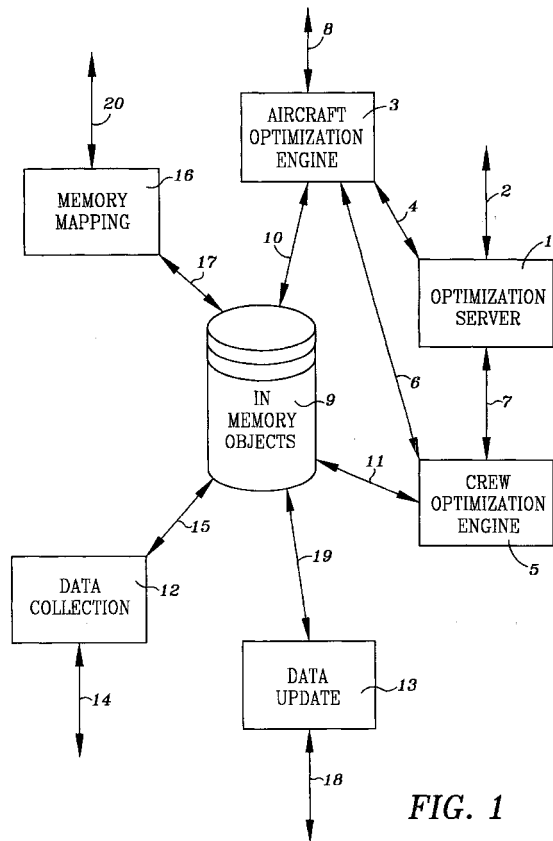 8
AIRCRAFT
OPTIMIZATION
ENGINE
3
20
16
MEMORY
MAPPING
2
4
10
17
1
OPTIMIZATION
SERVER
IN
MEMORY
OBJECTS
9
6
7
11
CREW
OPTIMIZATION
ENGINE
5
15
19
DATA
COLLECTION
12
DATA
UPDATE
13
14
18
FIG. 1